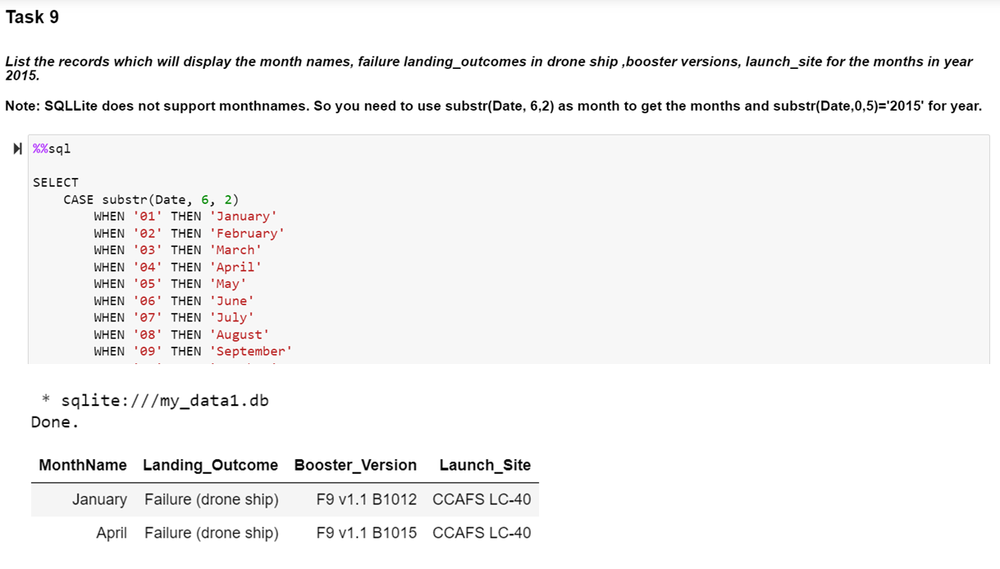 Task 9
List the records which will display the month names, failure landing_outcomes in drone ship ,booster versions, launch_site for the months in year
2015.
Note: SQLLite does not support monthnames. So you need to use substr(Date, 6,2) as month to get the months and substr(Date,0,5)='2015' for year.
%%sql
SELECT
CASE substr(Date, 6, 2)
WHEN '01' THEN 'January'
WHEN '02' THEN 'February'
WHEN '03' THEN 'March'
WHEN '04' THEN 'April'
WHEN '05' THEN 'May'
WHEN '06' THEN 'June'
WHEN '07' THEN 'July'
WHEN '08' THEN 'August'
WHEN '09' THEN 'September'
* sqlite:///my_data1.db
Done.
MonthName Landing_Outcome Booster_Version Launch_Site
January Failure (drone ship) F9 v1.1 B1012 CCAFS LC-40
April Failure (drone ship) F9 v1.1 B1015 CCAFS LC-40